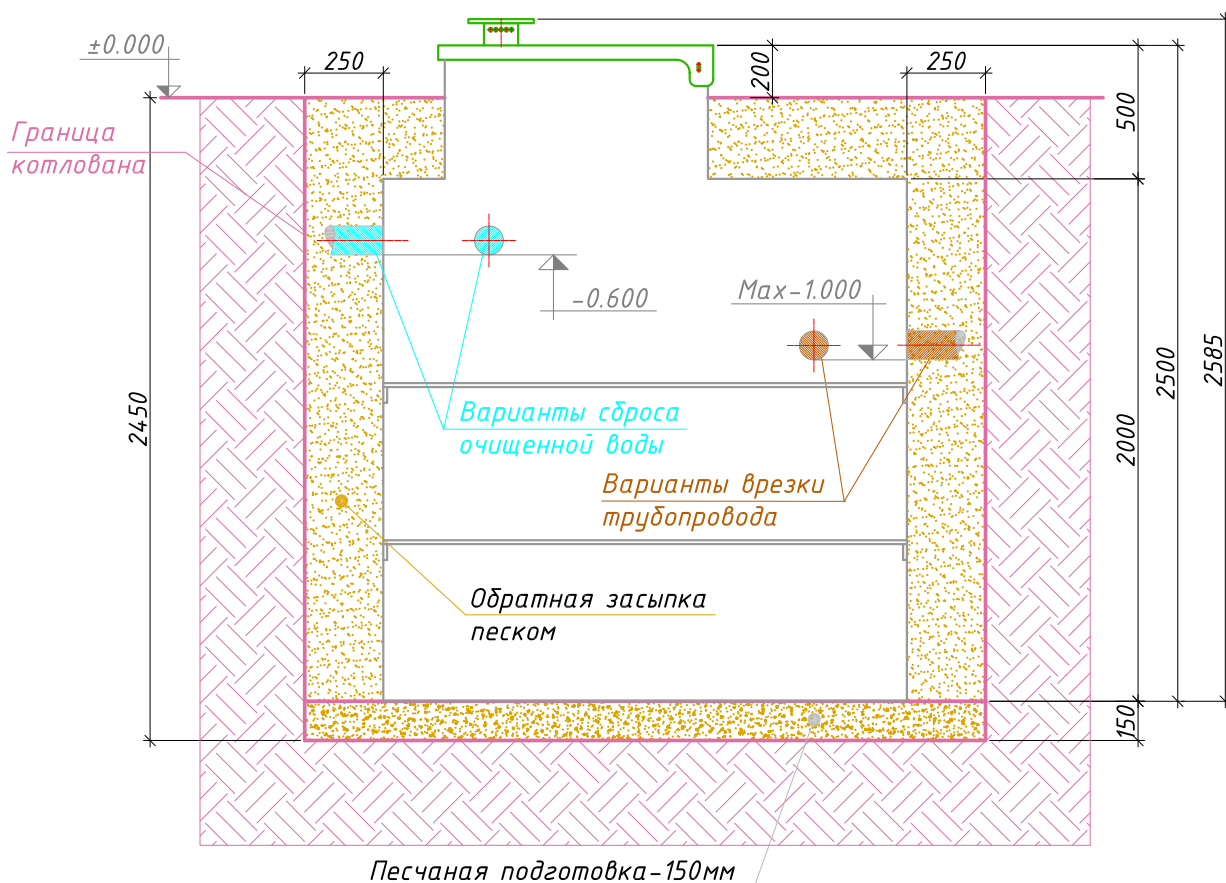 ±0.000
250
200
250
500
Граница
котлована
-0.600
Max-1.000
2585
2500
2450
Варианты сброса
очищенной воды
2000
Варианты врезки
трубопровода
Обратная засыпка
песком
150
Песчаная подготовка-150мм